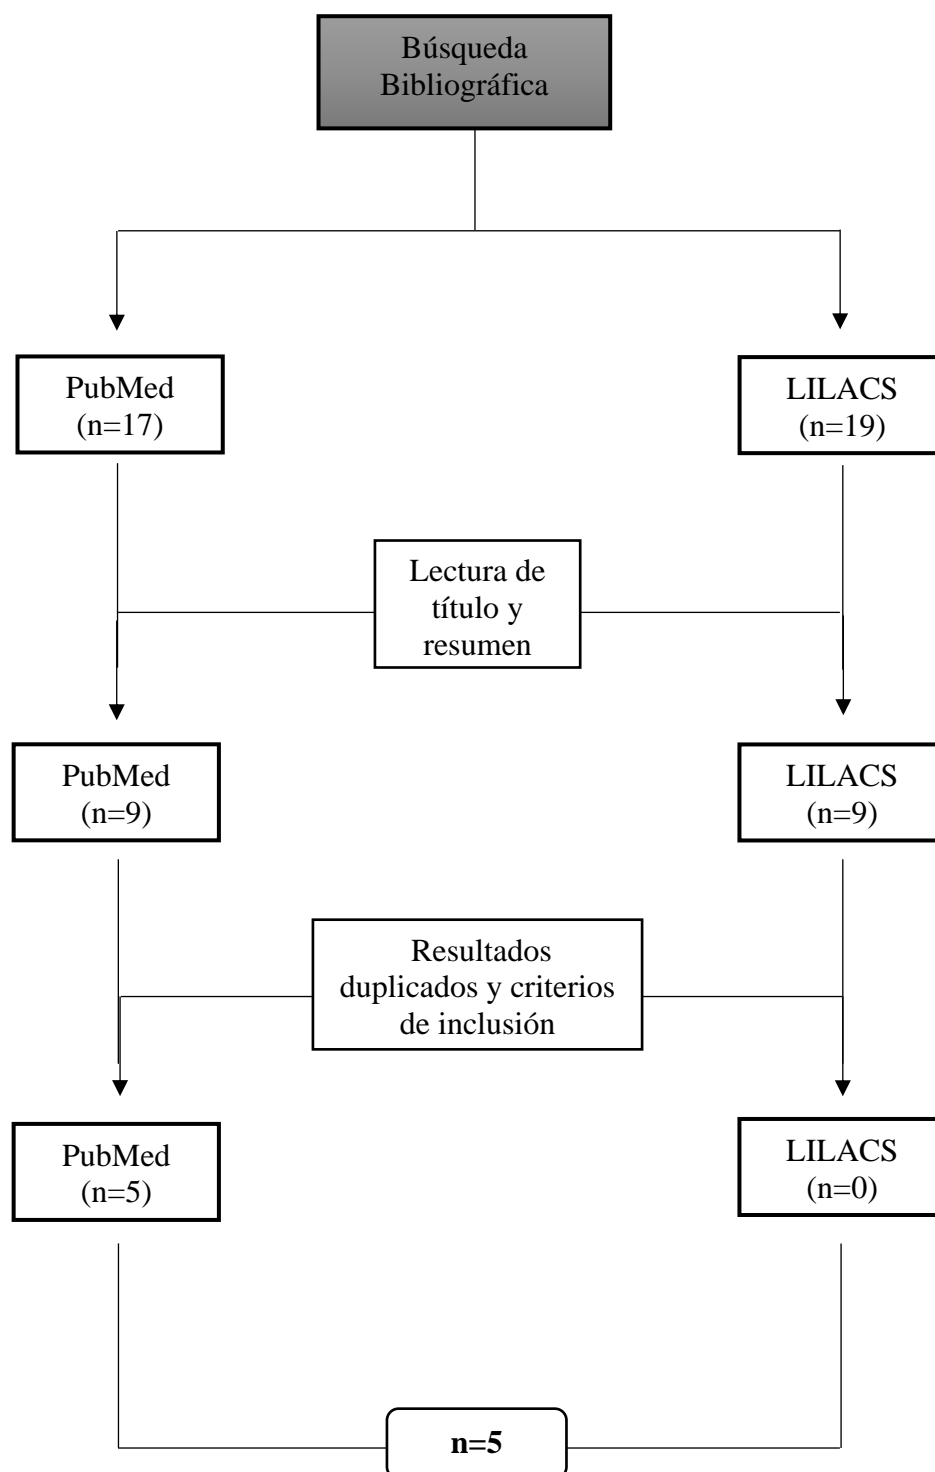 Búsqueda
Bibliográfica
PubMed
(n=17)
LILACS
(n=19)
Lectura de
título y
resumen
PubMed
(n=9)
LILACS
(n=9)
Resultados
duplicados y criterios
de inclusión
PubMed
(n=5)
LILACS
(n=0)
n=5